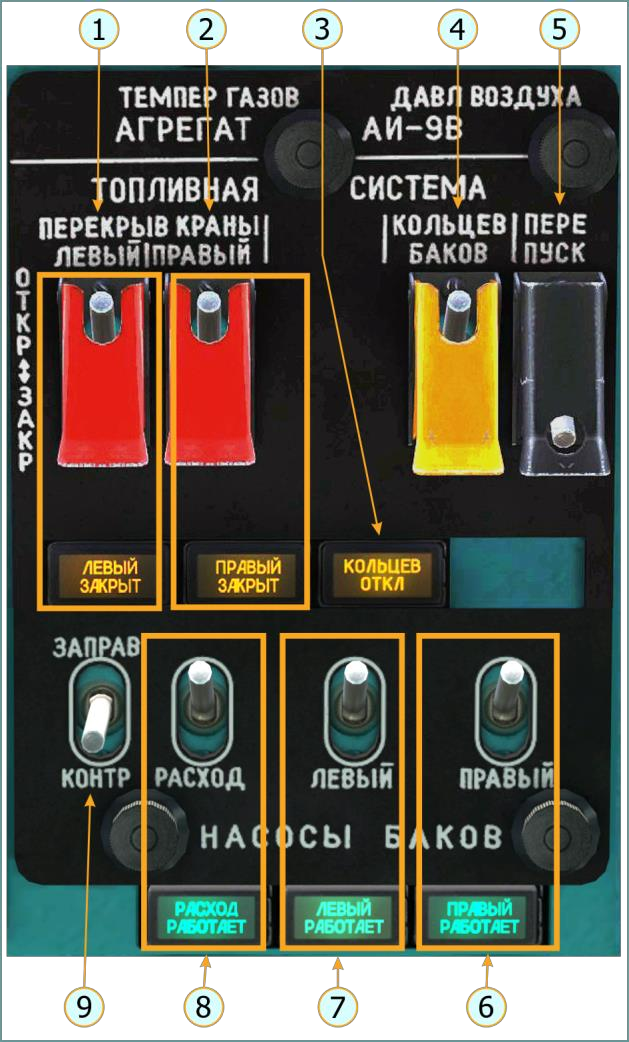 1 2 3 4 5
ТЕМПЕР ГАЗОВ ДАВЛ ВОЗДУХА
АГРЕГАТ АИ-9В
ТОПЛИВНАЯ СИСТЕМА
ПЕРЕКРЫВ КРАНЫ
ЛЕВЫЙ ПРАВЫЙ
КОЛЬЦЕВ
БАКОВ
ПЕРЕ
ПУСК
ОТКР↕ЗАКР
ЛЕВЫЙ
ЗАКРЫТ
ПРАВЫЙ
ЗАКРЫТ
КОЛЬЦЕВ
ОТКЛ
ЗАПРАВ
КОНТР РАСХОД ЛЕВЫЙ ПРАВЫЙ
НАСОСЫ БАКОВ
РАСХОД
РАБОТАЕТ
ЛЕВЫЙ
РАБОТАЕТ
ПРАВЫЙ
РАБОТАЕТ
9 8 7 6